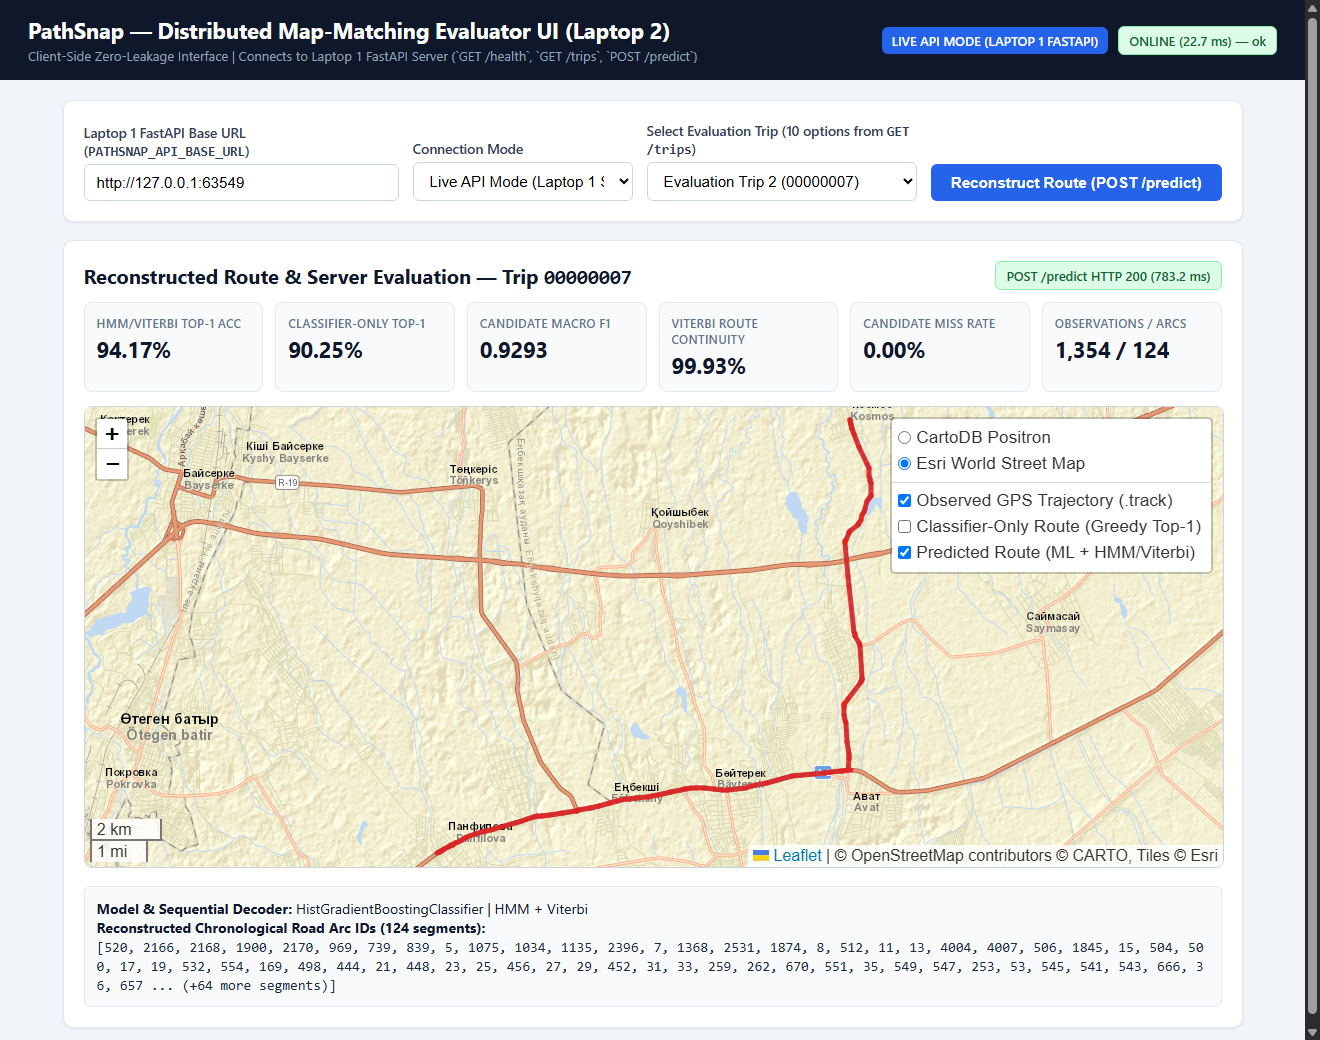 PathSnap — Distributed Map-Matching Evaluator UI (Laptop 2)
Client-Side Zero-Leakage Interface | Connects to Laptop 1 FastAPI Server (`GET /health`, `GET /trips`, `POST /predict`)
LIVE API MODE (LAPTOP 1 FASTAPI)
ONLINE (22.7 ms) — ok
Laptop 1 FastAPI Base URL
(PATHSNAP_API_BASE_URL)
http://127.0.0.1:63549
Connection Mode
Live API Mode (Laptop 1 S
Select Evaluation Trip (10 options from GET
/trips)
Evaluation Trip 2 (00000007)
Reconstruct Route (POST /predict)
Reconstructed Route & Server Evaluation — Trip 00000007
POST /predict HTTP 200 (783.2 ms)
HMM/VITERBI TOP-1 ACC
94.17%
CLASSIFIER-ONLY TOP-1
90.25%
CANDIDATE MACRO F1
0.9293
VITERBI ROUTE
CONTINUITY
99.93%
CANDIDATE MISS RATE
0.00%
OBSERVATIONS / ARCS
1,354 / 124
+
−
Kosmos
CartoDB Positron
Esri World Street Map
Observed GPS Trajectory (.track)
Classifier-Only Route (Greedy Top-1)
Predicted Route (ML + HMM/Viterbi)
Кіші Байсерке
Kyshy Bayserke
Байсерке
Bayserke
R-19
Теңкеріс
Tönkerys
Қойшыбек
Qoyshibek
Саймасай
Saymasay
Өтеген батыр
Ötegen batir
Покровка
Pokrovka
Еңбекші
Бәйтерек
Ават
Avat
2 km
1 mi
Leaflet | © OpenStreetMap contributors © CARTO, Tiles © Esri
Model & Sequential Decoder: HistGradientBoostingClassifier | HMM + Viterbi
Reconstructed Chronological Road Arc IDs (124 segments):
[520, 2166, 2168, 1900, 2170, 969, 739, 839, 5, 1075, 1034, 1135, 2396, 7, 1368, 2531, 1874, 8, 512, 11, 13, 4004, 4007, 506, 1845, 15, 504, 50
0, 17, 19, 532, 554, 169, 498, 444, 21, 448, 23, 25, 456, 27, 29, 452, 31, 33, 259, 262, 670, 551, 35, 549, 547, 253, 53, 545, 541, 543, 666, 3
6, 657 ... (+64 more segments)]